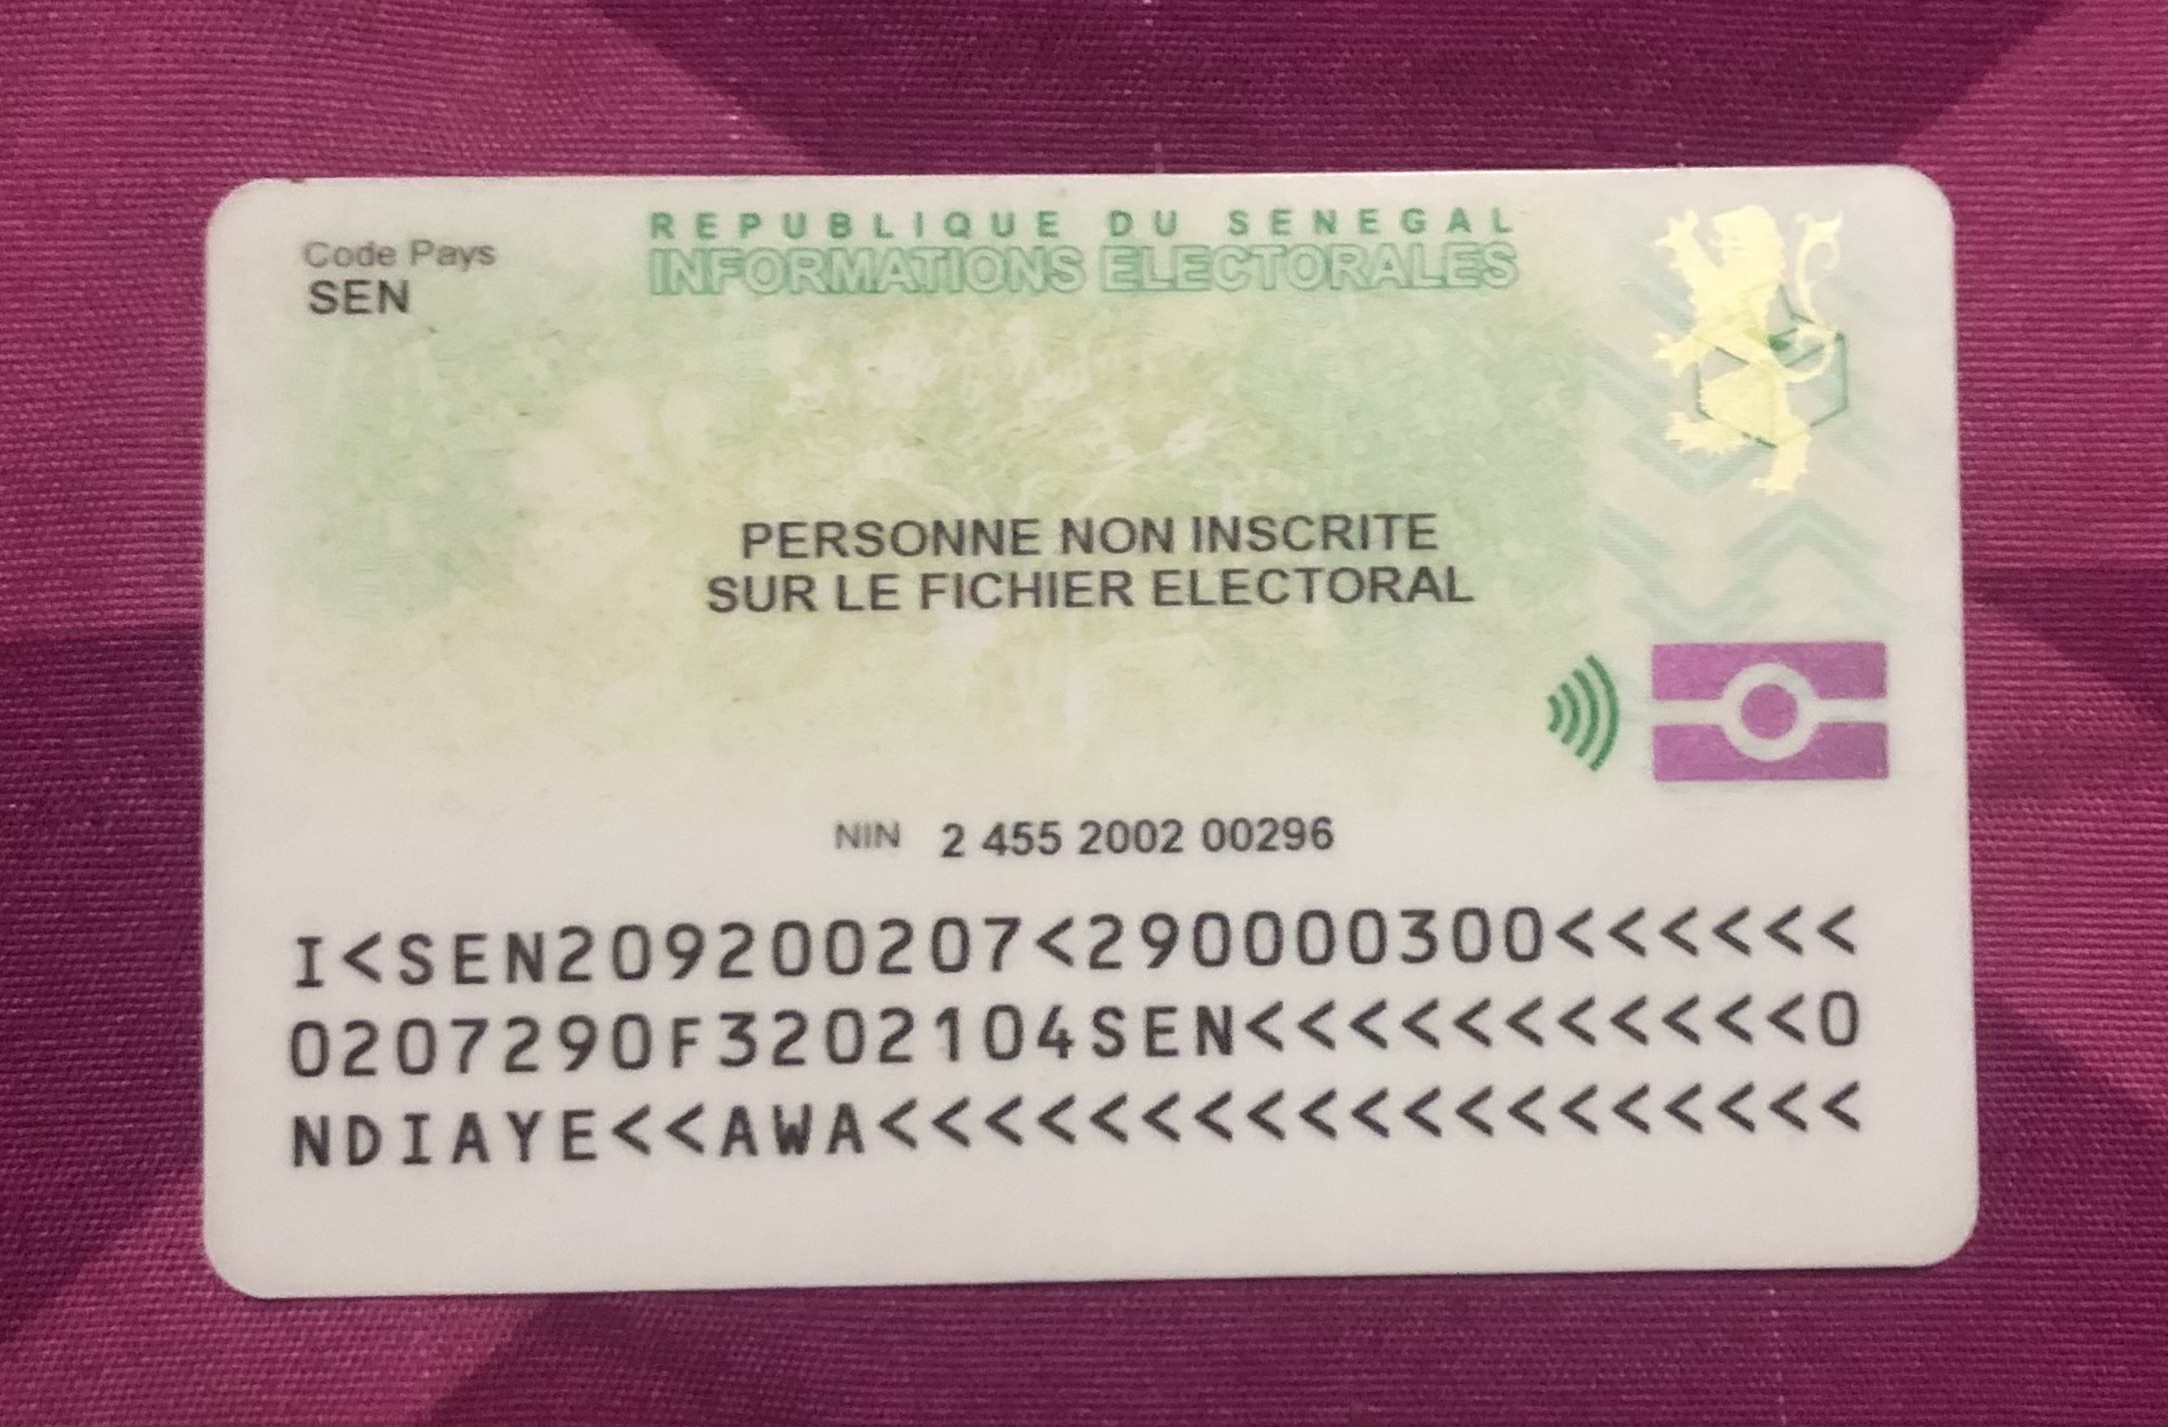 Code Pays
SEN
REPUBLIQUE DU SENEGAL
INFORMATIONS ELECTORALES
PERSONNE NON INSCRITE
SUR LE FICHIER ELECTORAL
NIN 2 455 2002 00296
I<SEN209200207<290000300<<<<<<
0207290F3202104SEN<<<<<<<<<<<0
NDIAYE<<AWA<<<<<<<<<<<<<<<<<<<